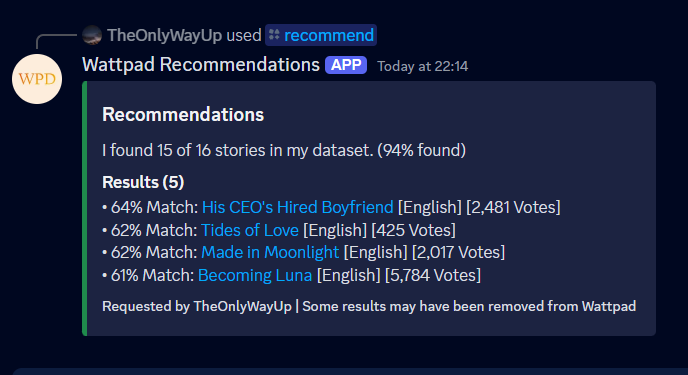 TheOnlyWayUp used recommend
WPD
Wattpad Recommendations APP Today at 22:14
Recommendations
I found 15 of 16 stories in my dataset. (94% found)
Results (5)
• 64% Match: His CEO's Hired Boyfriend [English] [2,481 Votes]
• 62% Match: Tides of Love [English] [425 Votes]
• 62% Match: Made in Moonlight [English] [2,017 Votes]
• 61% Match: Becoming Luna [English] [5,784 Votes]
Requested by TheOnlyWayUp | Some results may have been removed from Wattpad